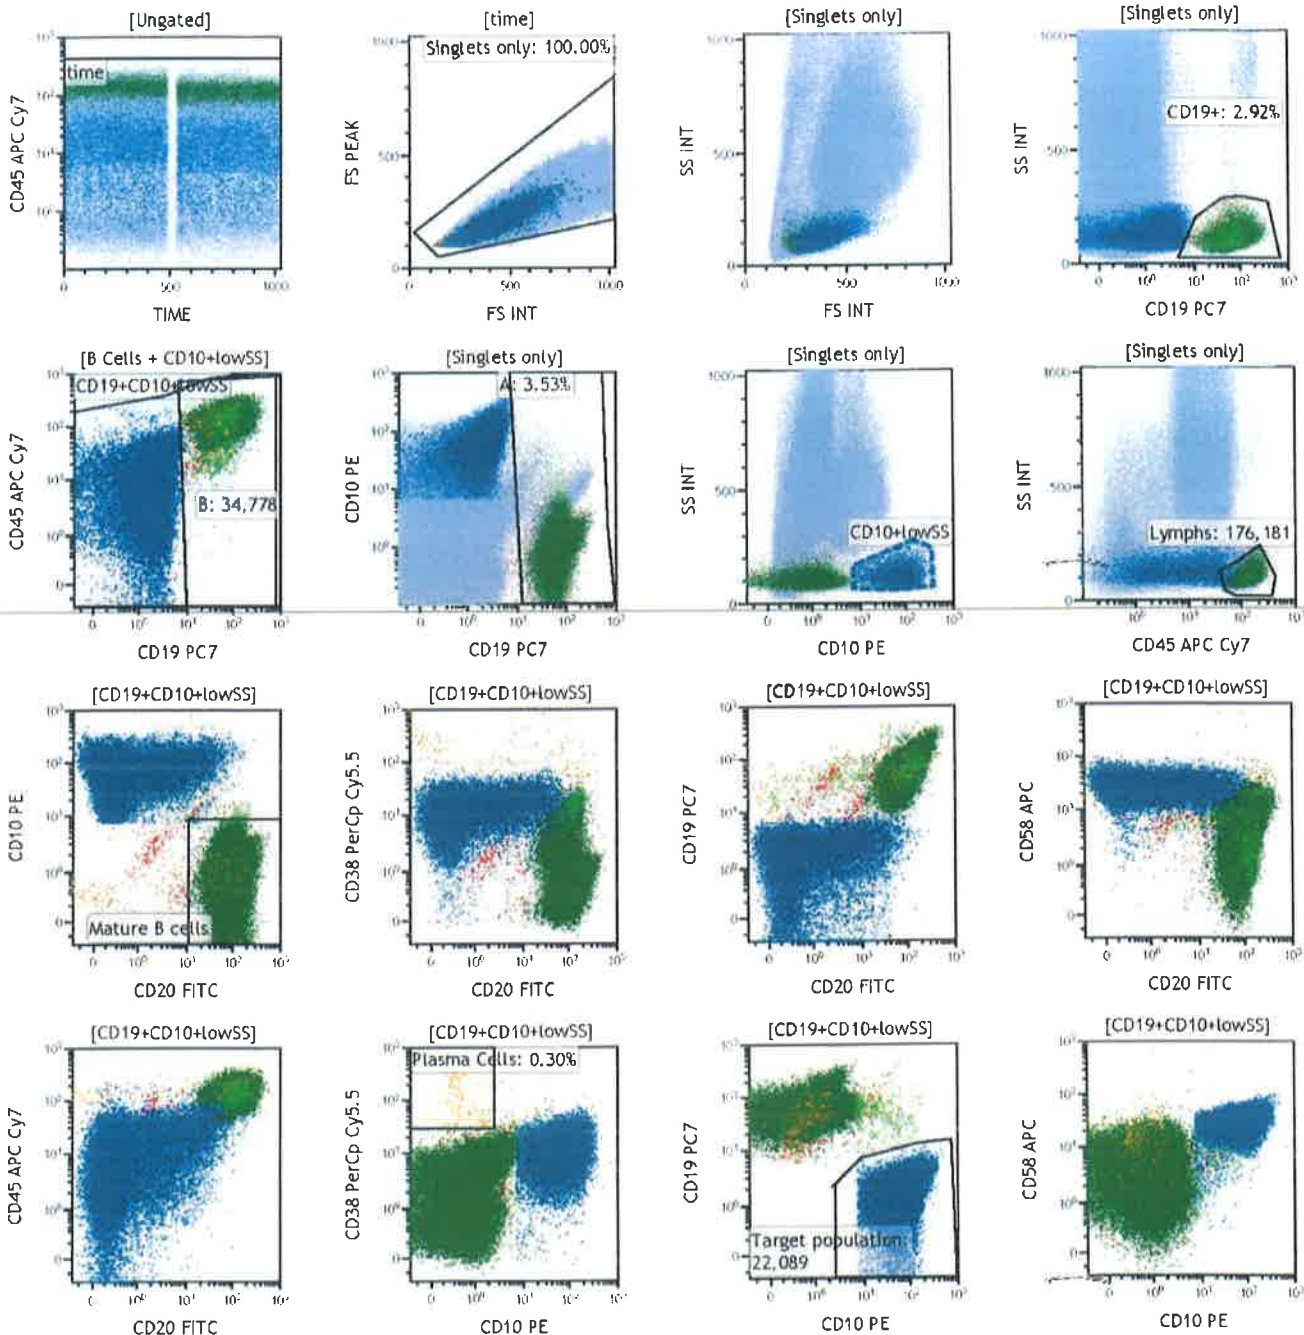 [Ungated]
[time]
[Singlets only]
[Singlets only]
time
Singlets only: 100.00%
CD19+: 2.92%
CD45 APC Cy7
FS PEAK
SS INT
SS INT
TIME
FS INT
FS INT
CD19 PC7
[B Cells + CD10+lowSS]
[Singlets only]
[Singlets only]
[Singlets only]
CD19+CD10+lowSS
A: 3.53%
B: 34,778
CD10+lowSS
Lymphs: 176,181
CD45 APC Cy7
CD10 PE
SS INT
SS INT
CD19 PC7
CD19 PC7
CD10 PE
CD45 APC Cy7
[CD19+CD10+lowSS]
[CD19+CD10+lowSS]
[CD19+CD10+lowSS]
[CD19+CD10+lowSS]
Mature B cells
CD10 PE
CD38 PerCp Cy5.5
CD19 PC7
CD58 APC
CD20 FITC
CD20 FITC
CD20 FITC
CD20 FITC
[CD19+CD10+lowSS]
[CD19+CD10+lowSS]
[CD19+CD10+lowSS]
[CD19+CD10+lowSS]
Plasma Cells: 0.30%
Target population:
22,089
CD45 APC Cy7
CD38 PerCp Cy5.5
CD19 PC7
CD58 APC
CD20 FITC
CD10 PE
CD10 PE
CD10 PE